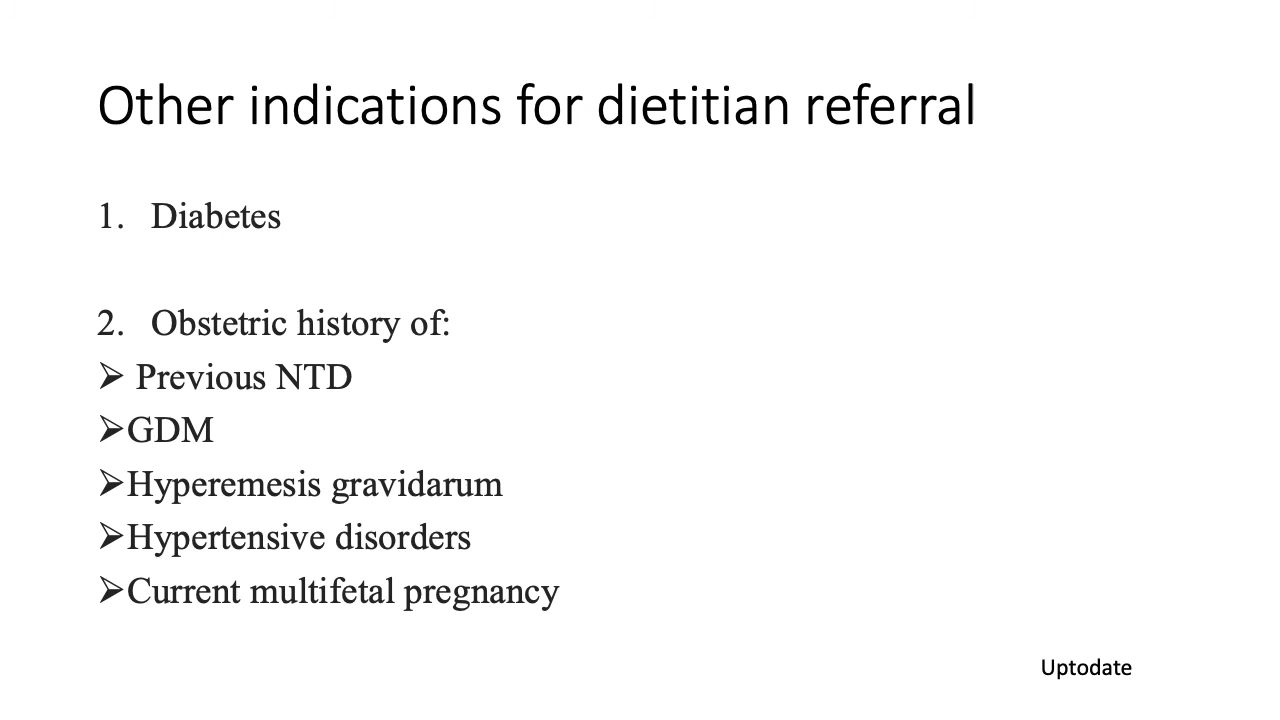 Other indications for dietitian referral
1. Diabetes
2. Obstetric history of:
➢ Previous NTD
➢GDM
➢Hyperemesis gravidarum
➢Hypertensive disorders
➢Current multifetal pregnancy
Uptodate